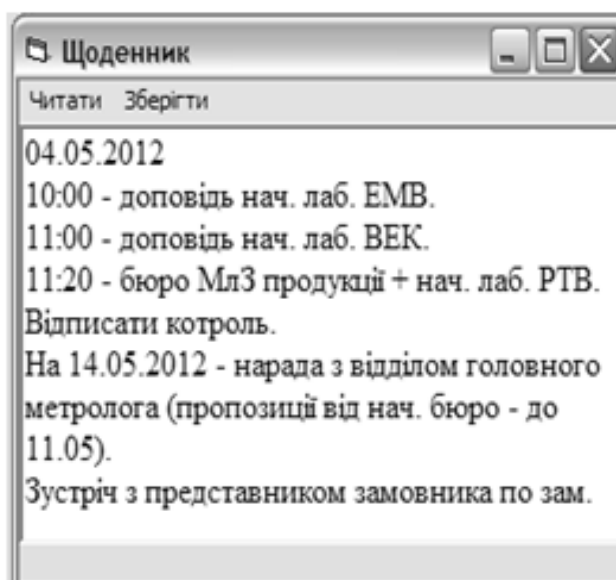 Щоденник
Читати Зберігти
04.05.2012
10:00 - доповідь нач. лаб. ЕМВ.
11:00 - доповідь нач. лаб. ВЕК.
11:20 - бюро МлЗ продукції + нач. лаб. РТВ.
Відписати котроль.
На 14.05.2012 - нарада з відділом головного
метролога (пропозиції від нач. бюро - до
11.05).
Зустріч з представником замовника по зам.